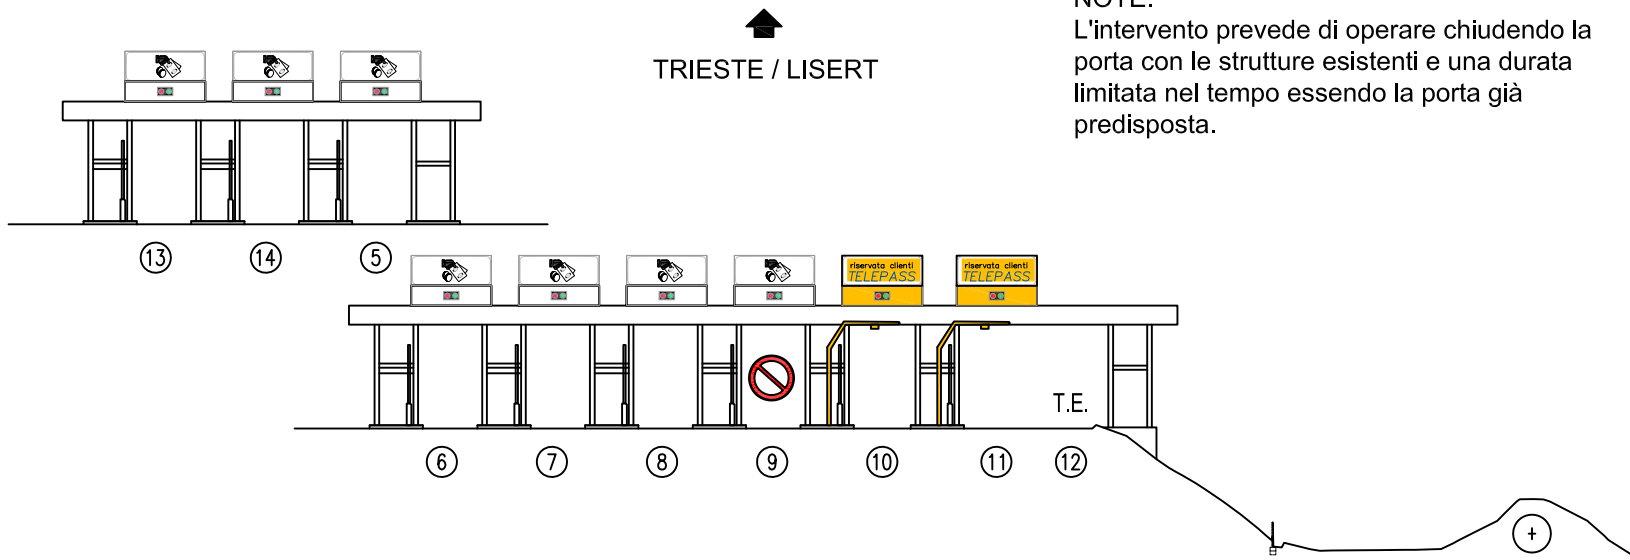 NOTE:
L'intervento prevede di operare chiudendo la
porta con le strutture esistenti e una durata
limitata nel tempo essendo la porta già
predisposta.
TRIESTE / LISERT
13 14 5
riservata clienti
TELEPASS
riservata clienti
TELEPASS
T.E.
6 7 8 9 10 11 12
+